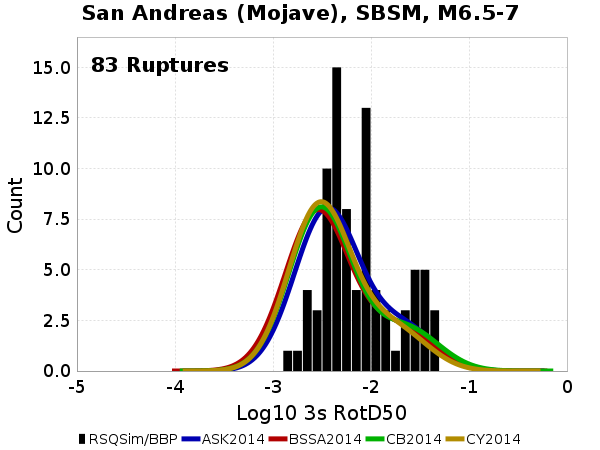 San Andreas (Mojave), SBSM, M6.5-7
83 Ruptures
Count
15.0
12.5
10.0
7.5
5.0
2.5
0.0
-5 -4 -3 -2 -1 0
Log10 3s RotD50
RSQSim/BBP ASK2014 BSSA2014 CB2014 CY2014